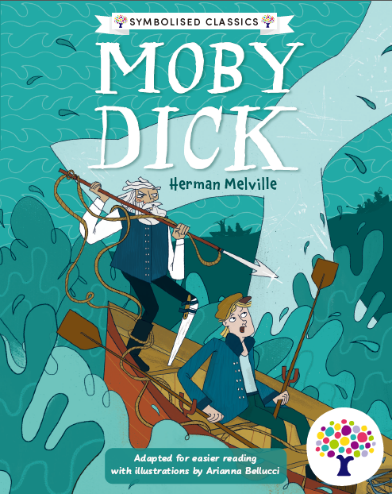 SYMBOLISED CLASSICS
MOBY
DICK
Herman Melville
Adapted for easier reading
with illustrations by Arianna Bellucci